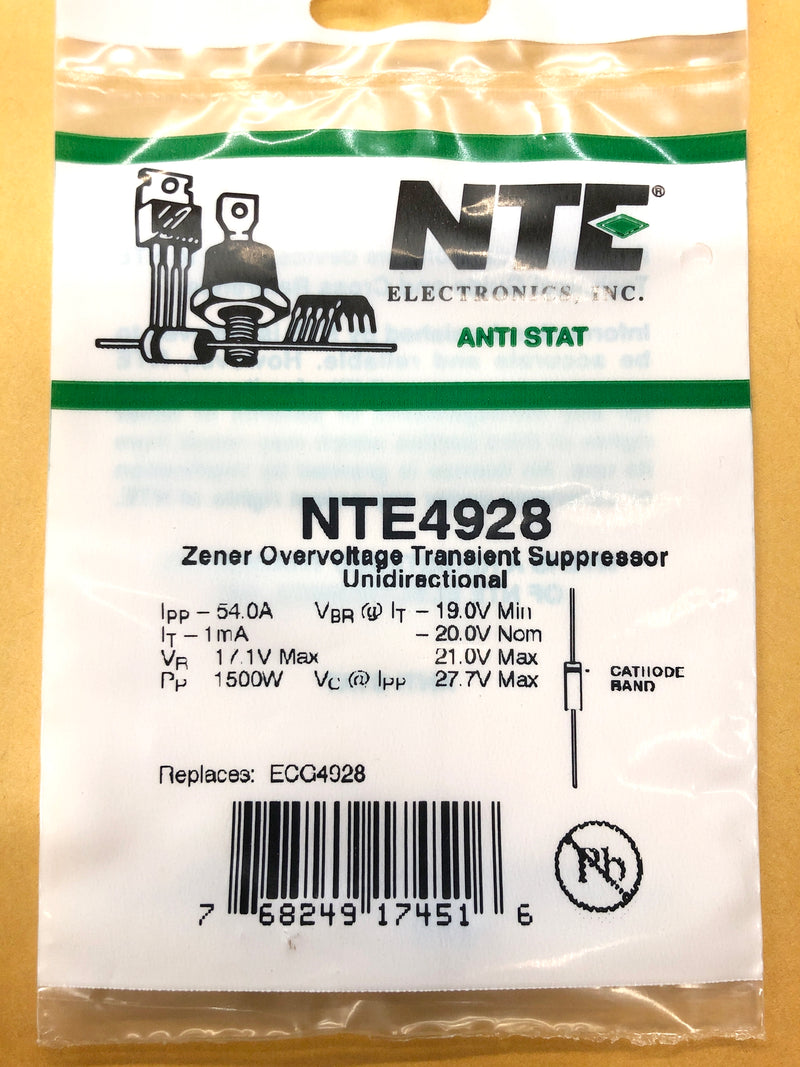 NTE®
ELECTRONICS, INC.
ANTI STAT
NTE4928
Zener Overvoltage Transient Suppressor
Unidirectional
IPP – 54.0A VBR @ IT – 19.0V Min
IT – 1mA – 20.0V Nom
VR 17.1V Max 21.0V Max
PP 1500W VC @ IPP 27.7V Max
CATHODE
BAND
Replaces: ECG4928
Pb
7 68249 17451 6